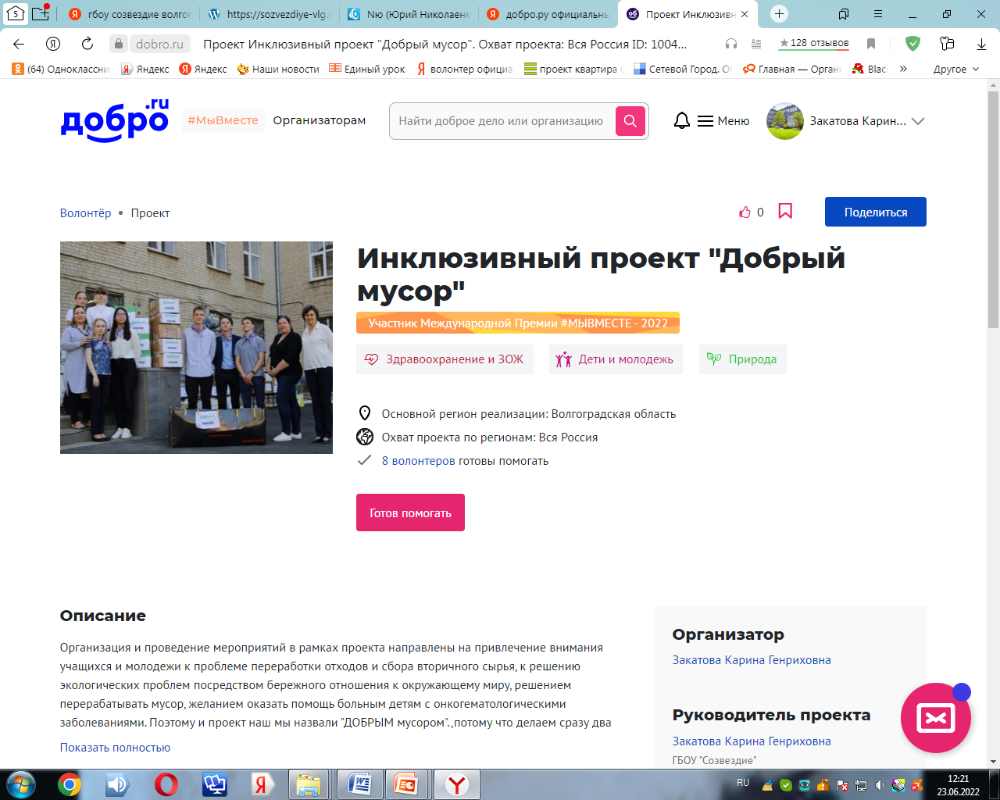 5
гбоу созвездие волгог
https://sozvezdiye-vlg.r
Nю (Юрий Николаенк
добро.ру официальны
Проект Инклюзивн
dobro.ru
Проект Инклюзивный проект "Добрый мусор". Охват проекта: Вся Россия ID: 1004...
128 отзывов
(64) Одноклассни
Яндекс
Яндекс
Наши новости
Единый урок
волонтер официа
проект квартира
Сетевой Город. О
Главная — Орган
Blac
»
Другое
добро.ru
#МыВместе
Организаторам
Найти доброе дело или организацию
Меню
Закатова Карин...
Волонтёр • Проект
0
Поделиться
Инклюзивный проект "Добрый
мусор"
Участник Международной Премии #МЫВМЕСТЕ - 2022
Здравоохранение и ЗОЖ
Дети и молодежь
Природа
Основной регион реализации: Волгоградская область
Охват проекта по регионам: Вся Россия
8 волонтеров готовы помогать
Готов помогать
Описание
Организация и проведение мероприятий в рамках проекта направлены на привлечение внимания
учащихся и молодежи к проблеме переработки отходов и сбора вторичного сырья, к решению
экологических проблем посредством бережного отношения к окружающему миру, решением
перерабатывать мусор, желанием оказать помощь больным детям с онкогематологическими
заболеваниями. Поэтому и проект наш мы назвали "ДОБРЫМ мусором".,потому что делаем сразу два
Показать полностью
Организатор
Закатова Карина Генриховна
Руководитель проекта
Закатова Карина Генриховна
ГБОУ "Созвездие"
RU
12:21
23.06.2022